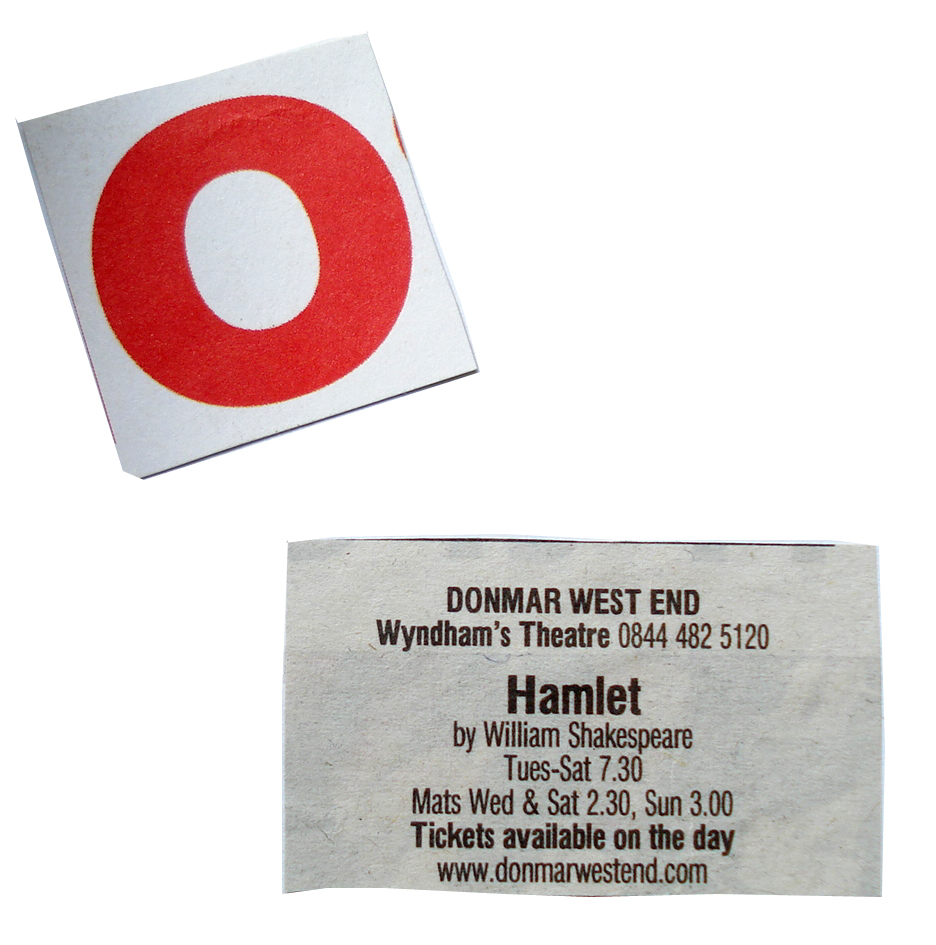 O
DONMAR WEST END
Wyndham's Theatre 0844 482 5120
Hamlet
by William Shakespeare
Tues-Sat 7.30
Mats Wed & Sat 2.30, Sun 3.00
Tickets available on the day
www.donmarwestend.com